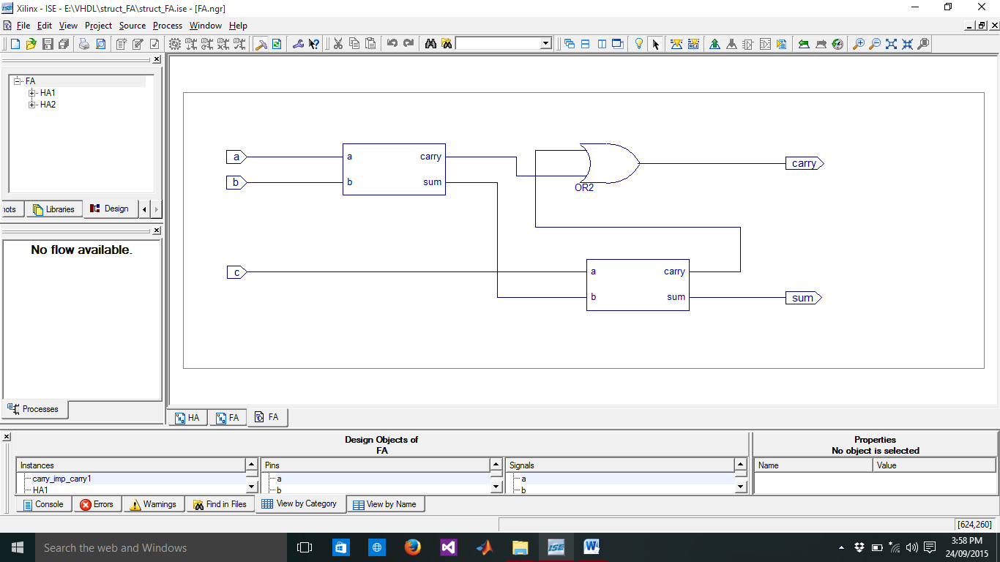 Xilinx - ISE - E:\VHDL\struct_FA\struct_FA.ise - [FA.ngr]
File Edit View Project Source Process Window Help
FA
HA1
HA2
Libraries Design
No flow available.
Processes
a
b
c
a carry
b sum
OR2
carry
a carry
b sum
sum
HA FA FA
Design Objects of
FA
Properties
No object is selected
Instances Pins Signals Name Value
carry_imp_carry1 a a
HA1 b b
Console Errors Warnings Find in Files View by Category View by Name
[624,260]
Search the web and Windows
ISE
3:58 PM
24/09/2015